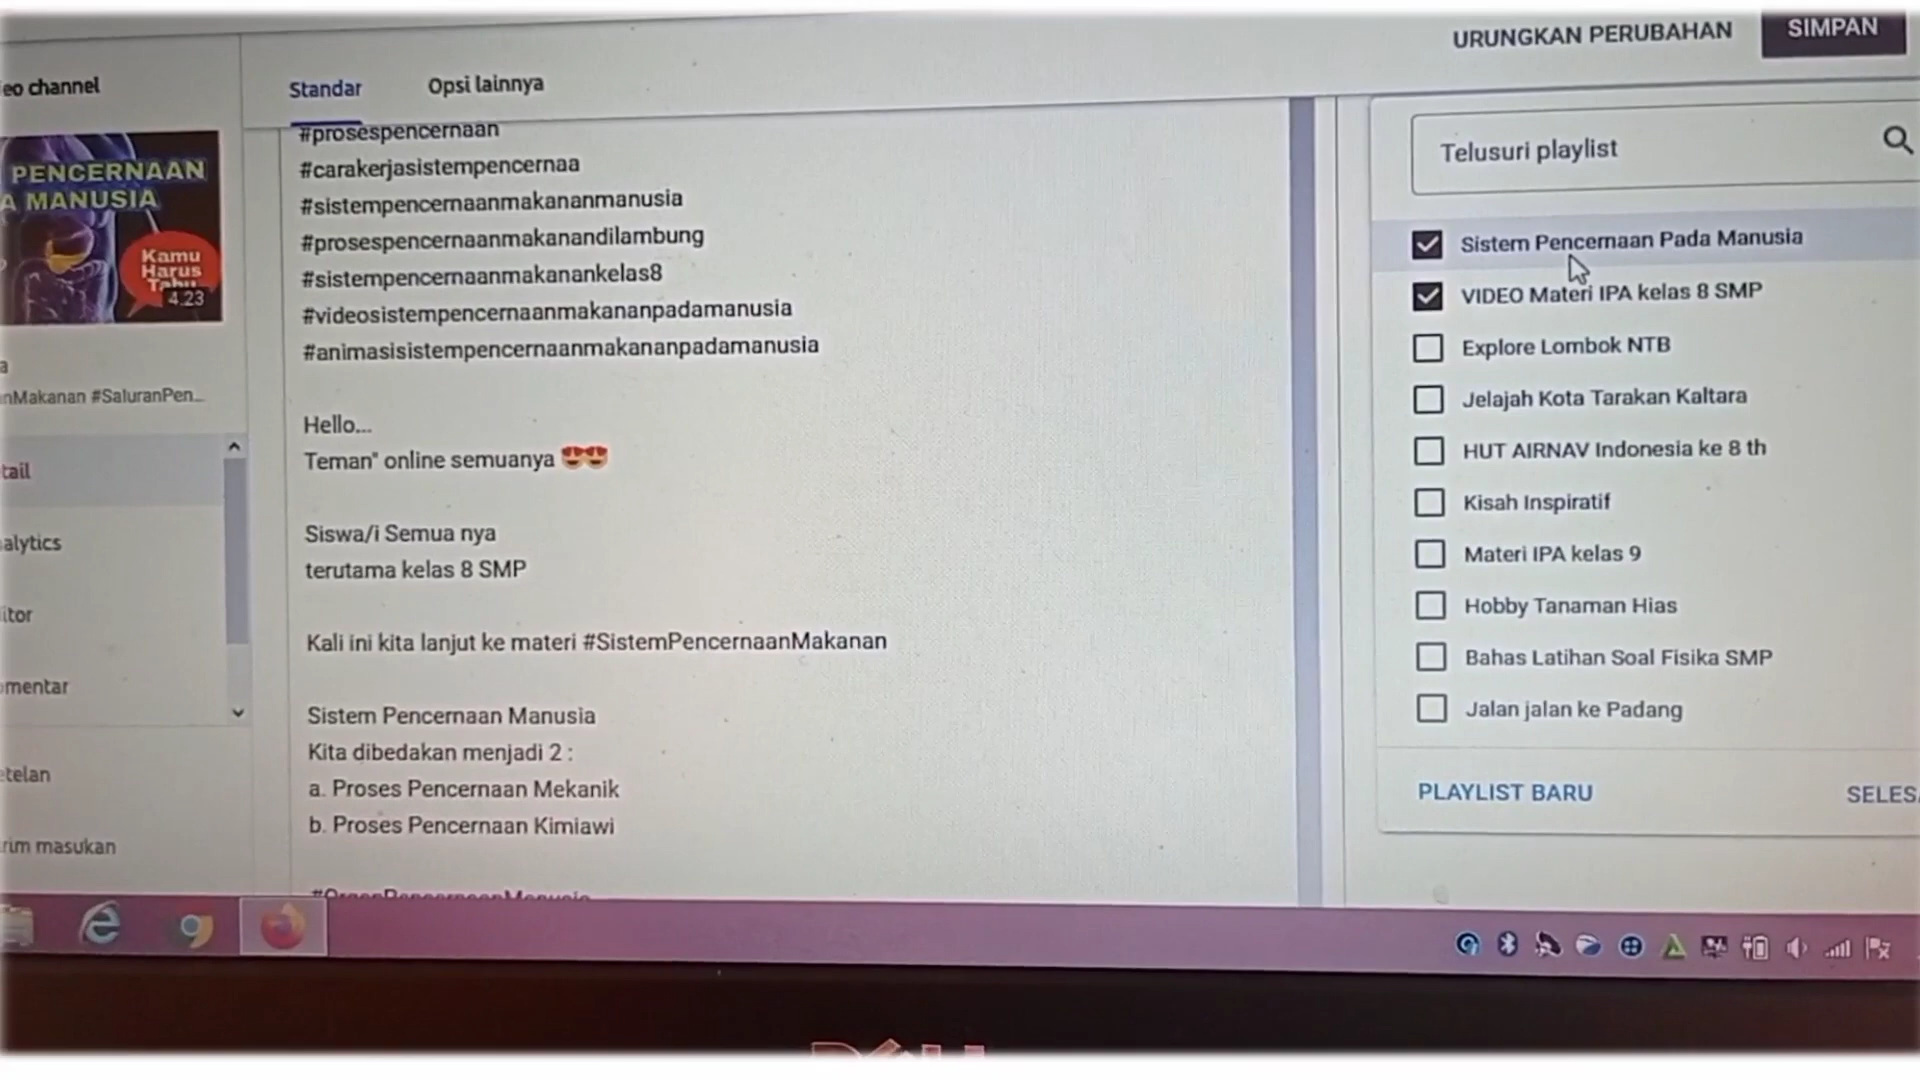 URUNGKAN PERUBAHAN
SIMPAN
channel
Standar
Opsi lainnya
PENCERNAAN
MANUSIA
Kamu
Harus
Tahu
4.23
nMakanan #SaluranPen...
#prosespencernaan
#carakerjasistempencernaa
#sistempencernaanmakananmanusia
#prosespencernaanmakanandilambung
#sistempencernaanmakanankelas8
#videosistempencernaanmakananpadamanusia
#animasisistempencernaanmakananpadamanusia
Hello...
Teman" online semuanya 😍😍
Siswa/i Semua nya
terutama kelas 8 SMP
Kali ini kita lanjut ke materi #SistemPencernaanMakanan
Sistem Pencernaan Manusia
Kita dibedakan menjadi 2 :
a. Proses Pencernaan Mekanik
b. Proses Pencernaan Kimiawi
tail
alytics
itor
omentar
etelan
rim masukan
Telusuri playlist
Sistem Pencernaan Pada Manusia
VIDEO Materi IPA kelas 8 SMP
Explore Lombok NTB
Jelajah Kota Tarakan Kaltara
HUT AIRNAV Indonesia ke 8 th
Kisah Inspiratif
Materi IPA kelas 9
Hobby Tanaman Hias
Bahas Latihan Soal Fisika SMP
Jalan jalan ke Padang
PLAYLIST BARU
SELESA